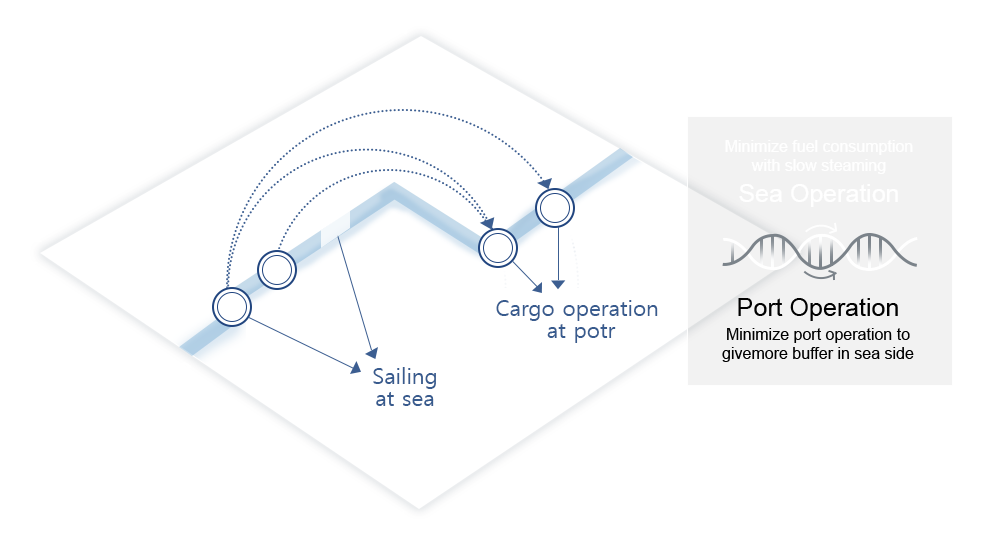 Minimize fuel consumption
with slow steaming
Sea Operation
Port Operation
Minimize port operation to
givemore buffer in sea side
Cargo operation
at potr
Sailing
at sea